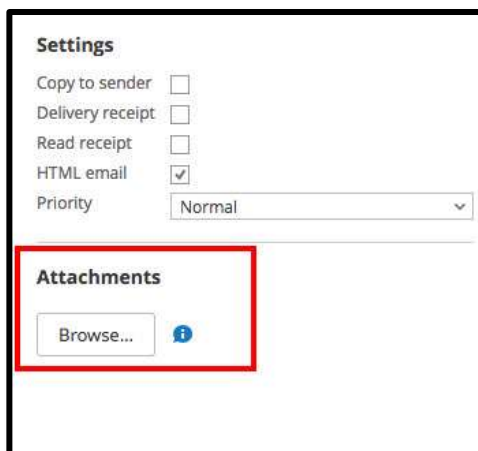 Settings
Copy to sender
Delivery receipt
Read receipt
HTML email
Priority Normal
Attachments
Browse...